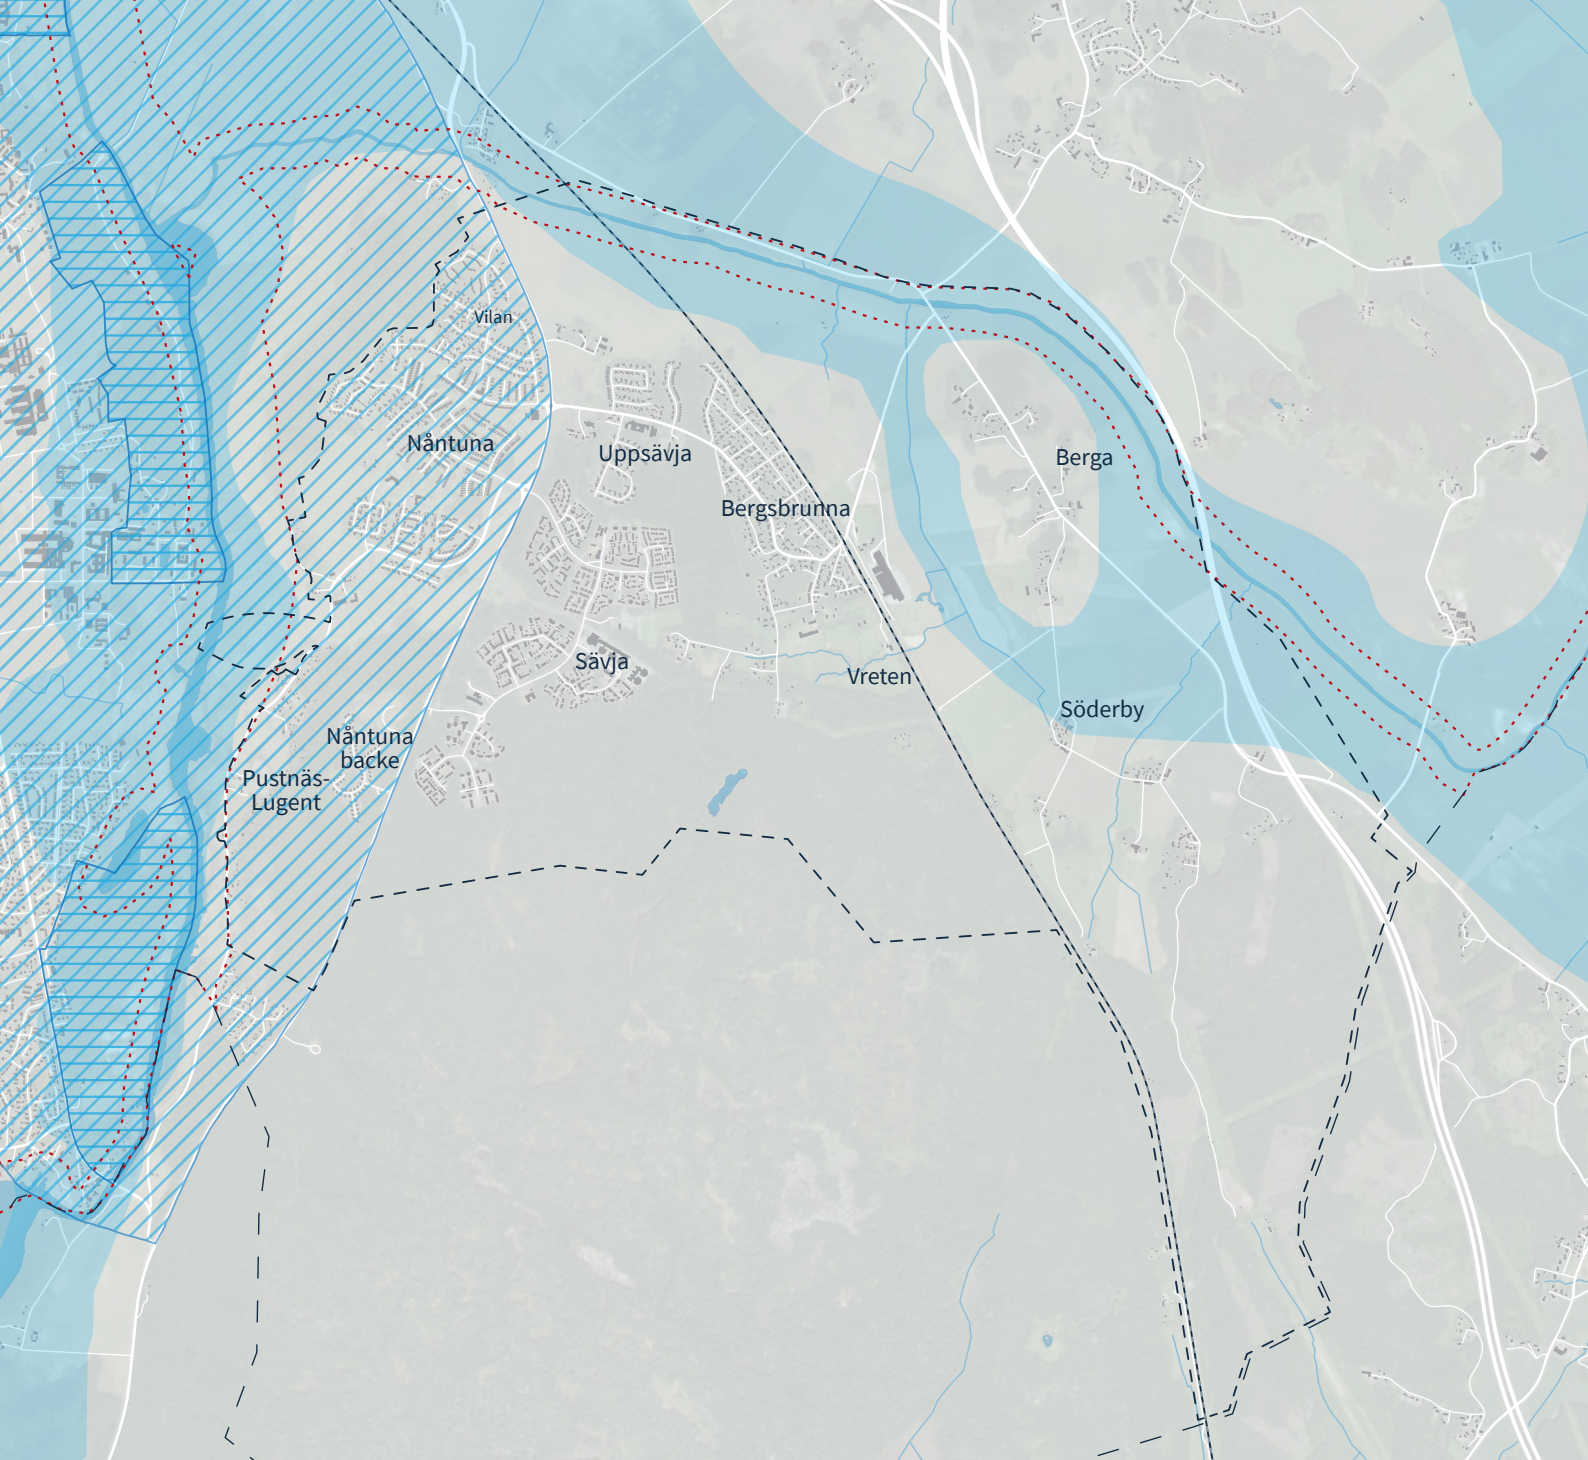 Vilan
Nåntuna
Uppsävja
Berga
Bergsbrunna
Sävja
Vreten
Söderby
Nåntuna
backe
Pustnäs-
Lugent